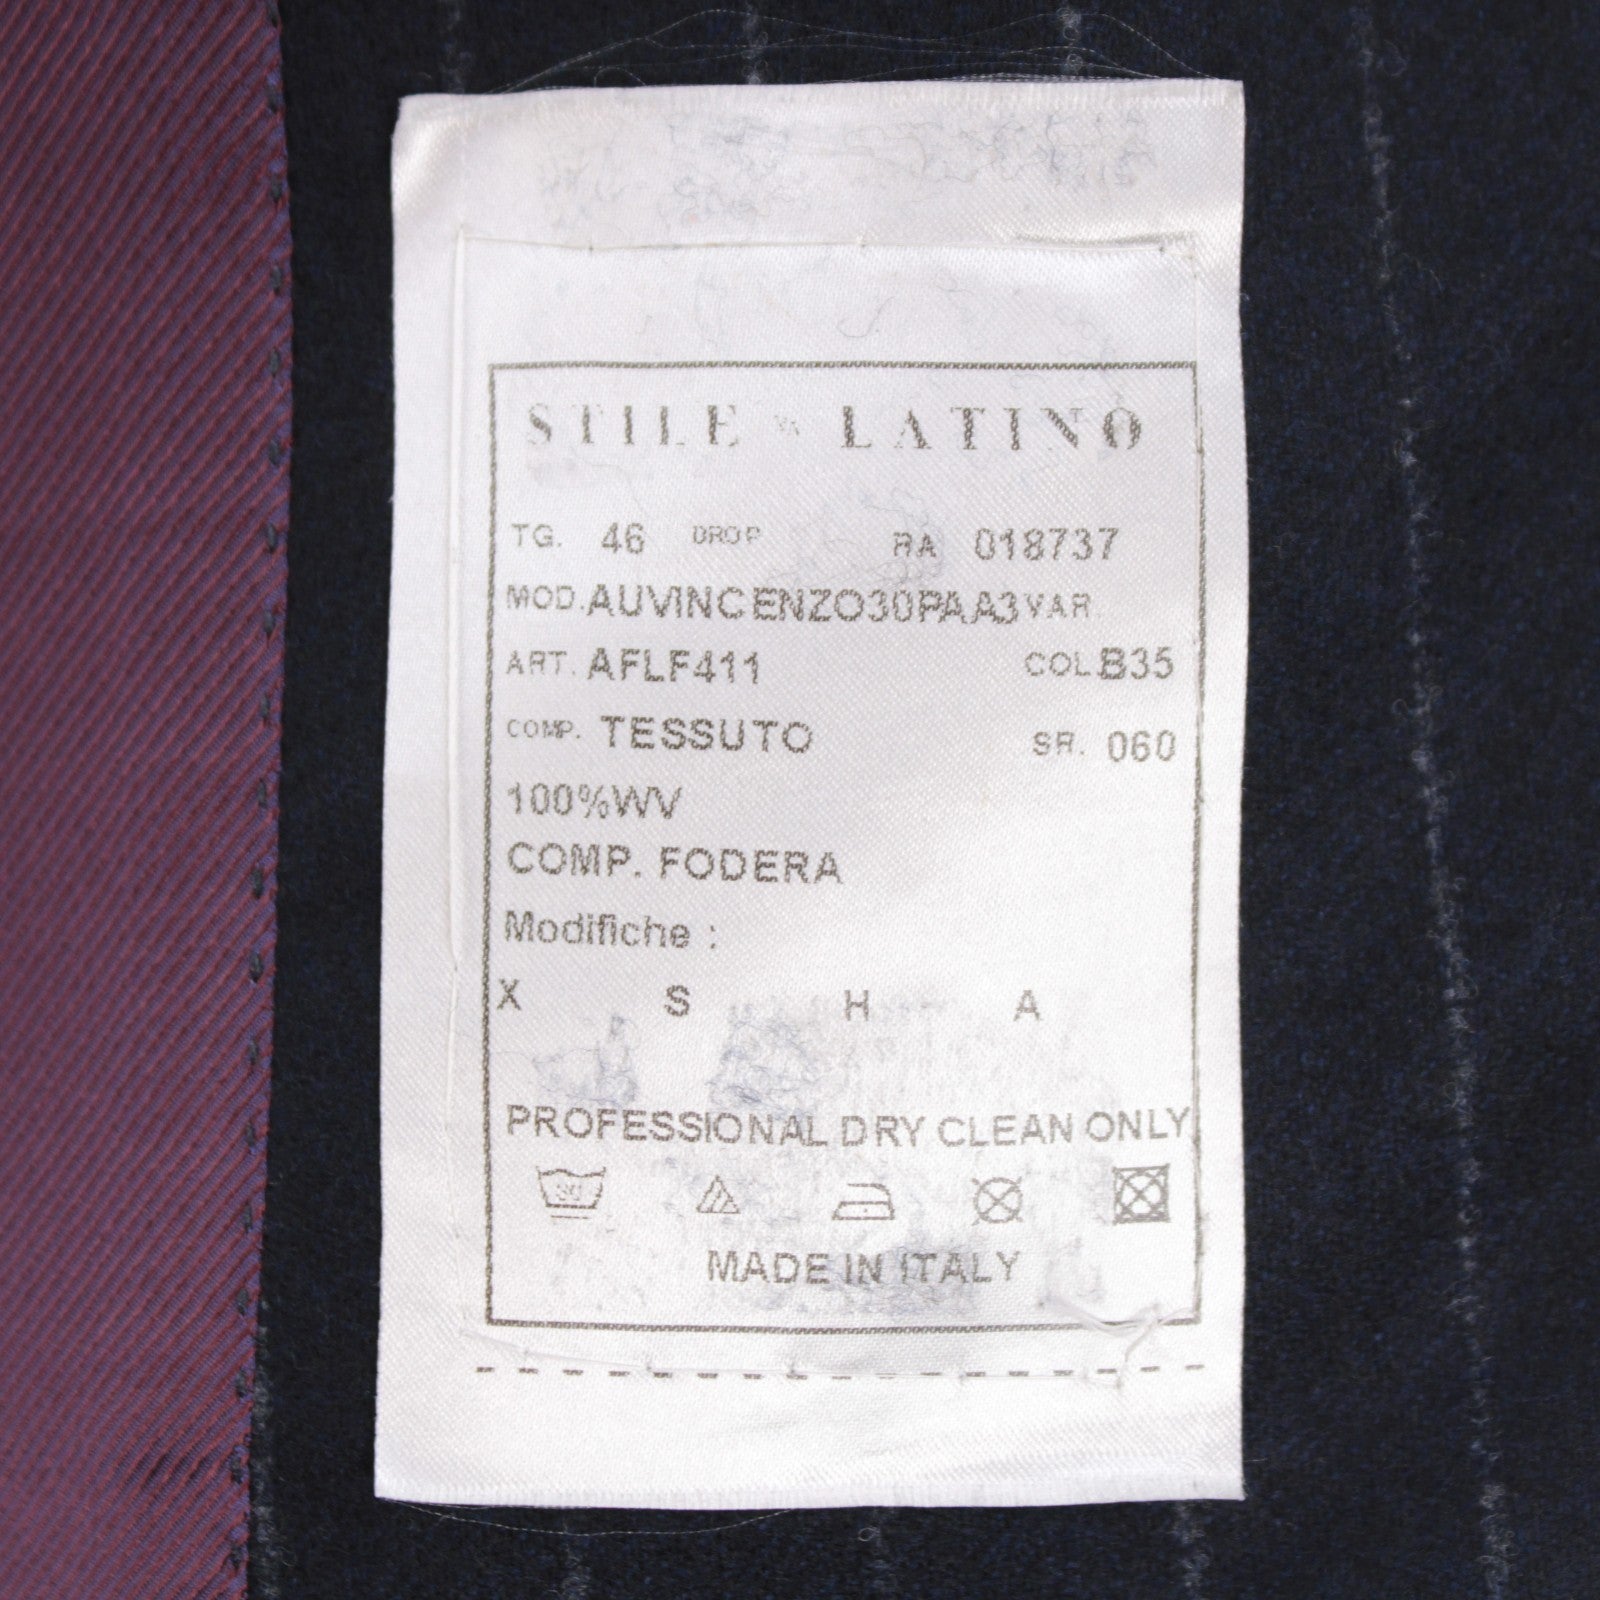 STILE LATINO
TG. 46 DROP RA 018737
MOD. AUVINCENZO30PAA3 VAR.
ART. AFLF411 COL. B35
COMP. TESSUTO SR. 060
100%WV
COMP. FODERA
Modifiche :
X S H A
PROFESSIONAL DRY CLEAN ONLY
30
MADE IN ITALY